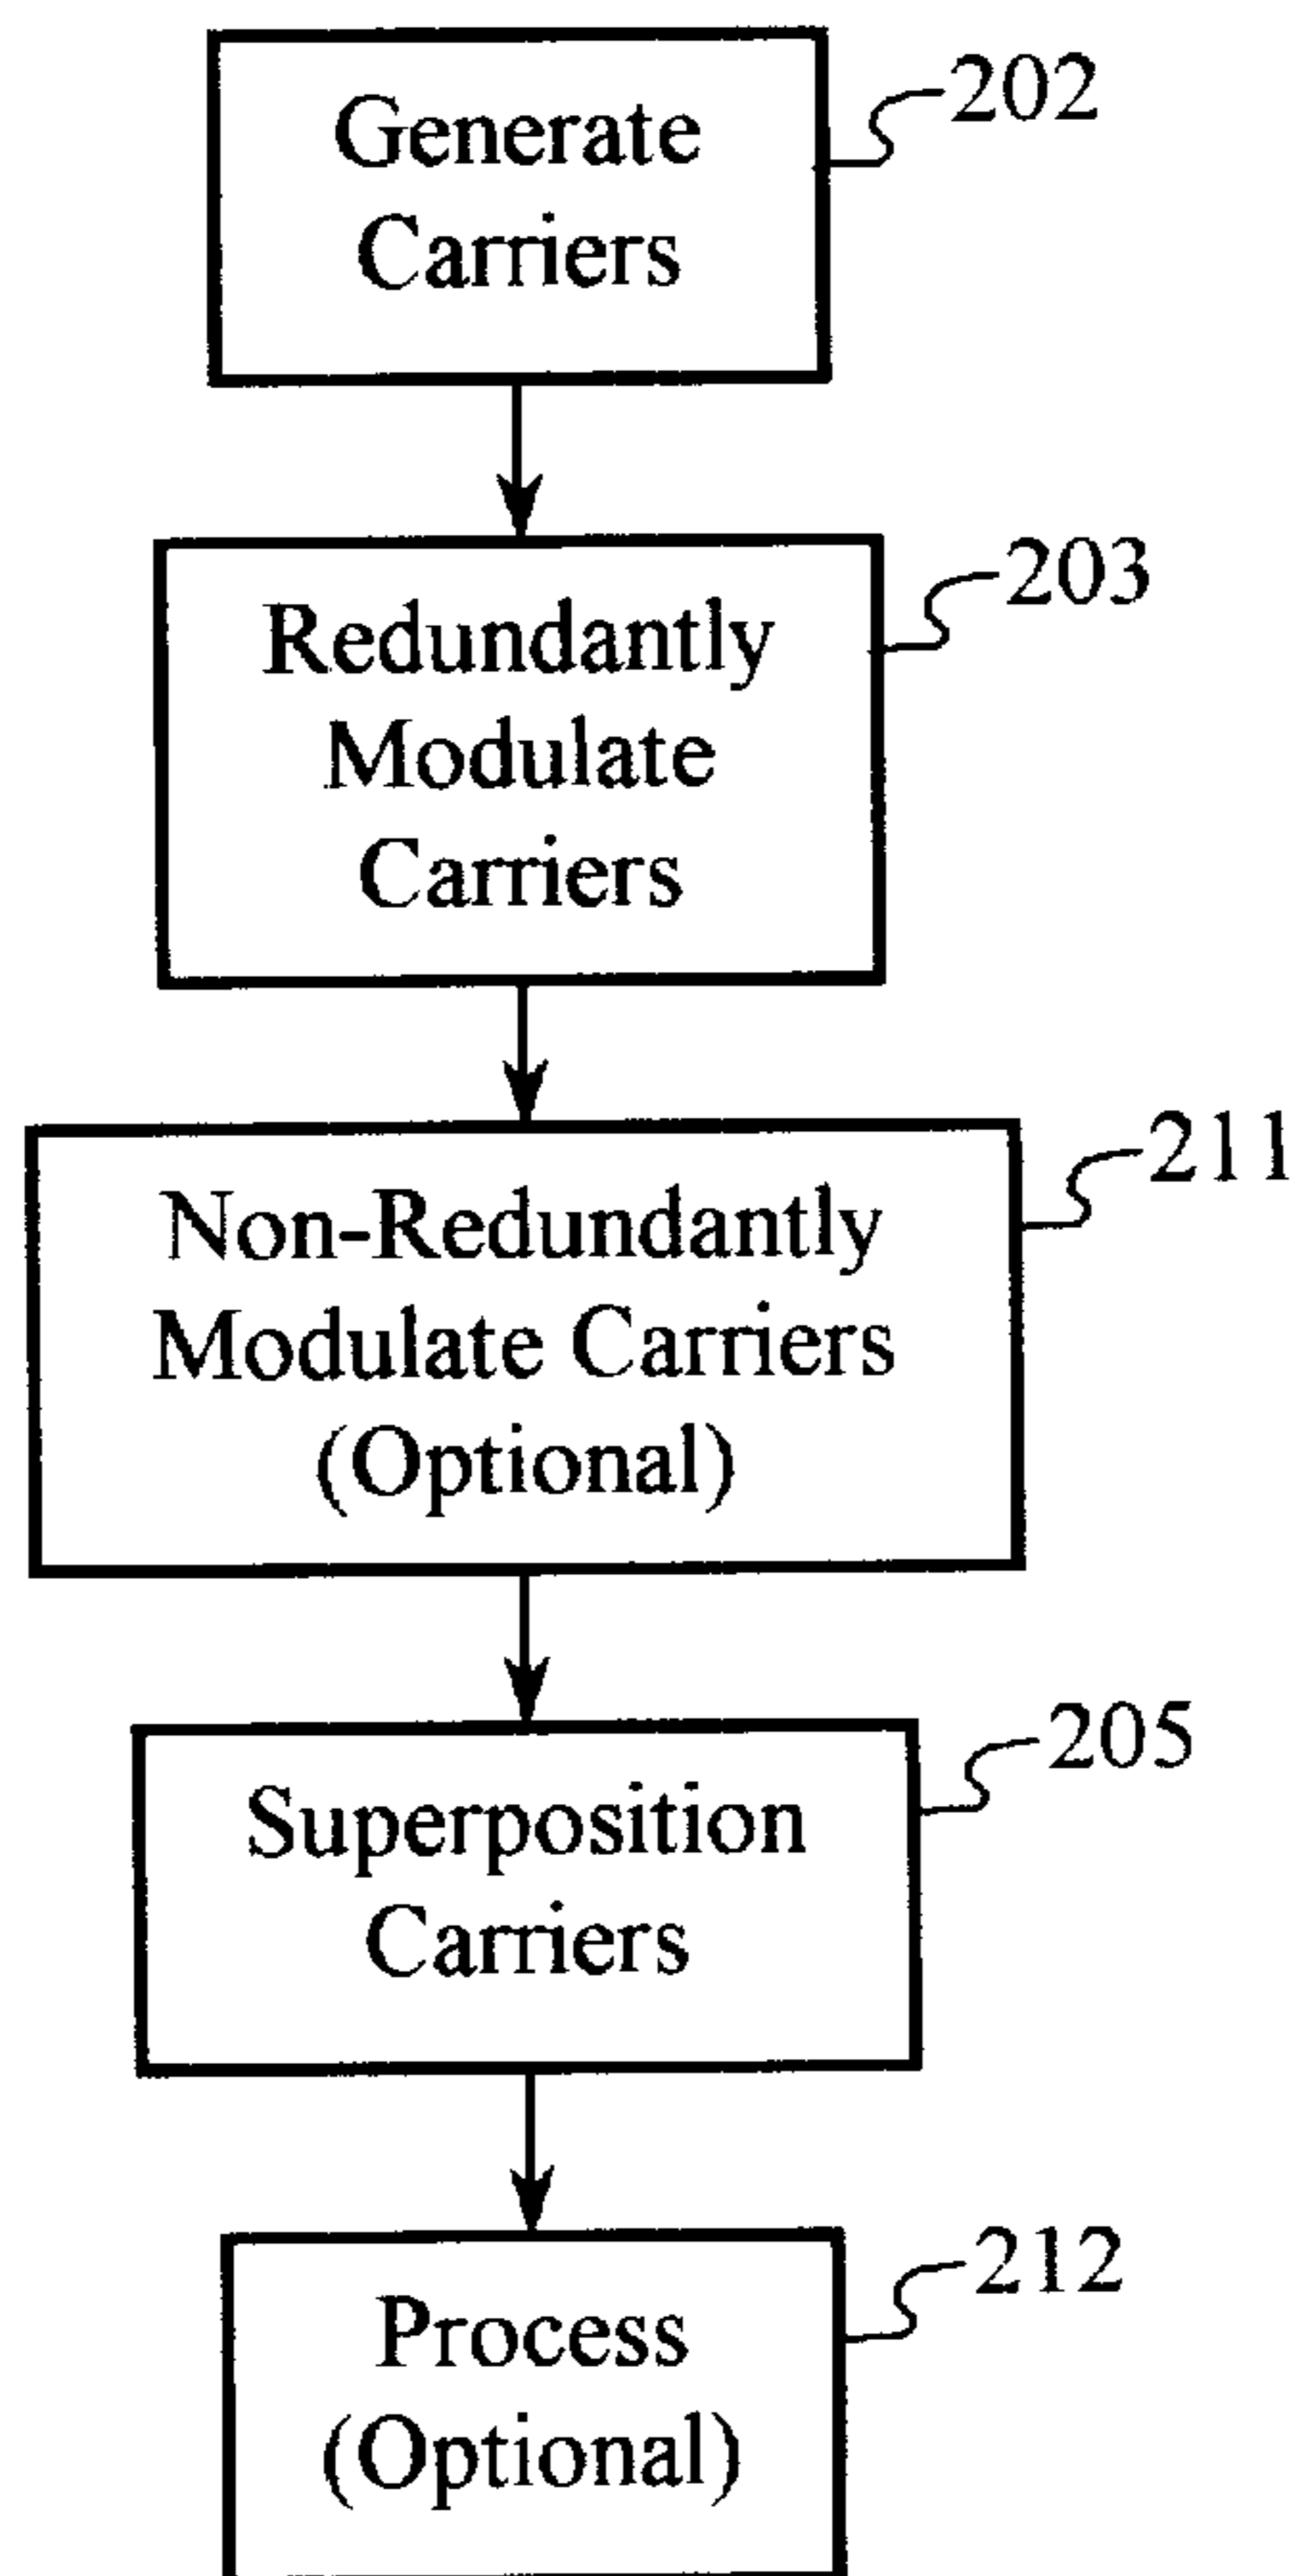 Generate
Carriers
202
Redundantly
Modulate
Carriers
203
Non-Redundantly
Modulate Carriers
(Optional)
211
Superposition
Carriers
205
Process
(Optional)
212